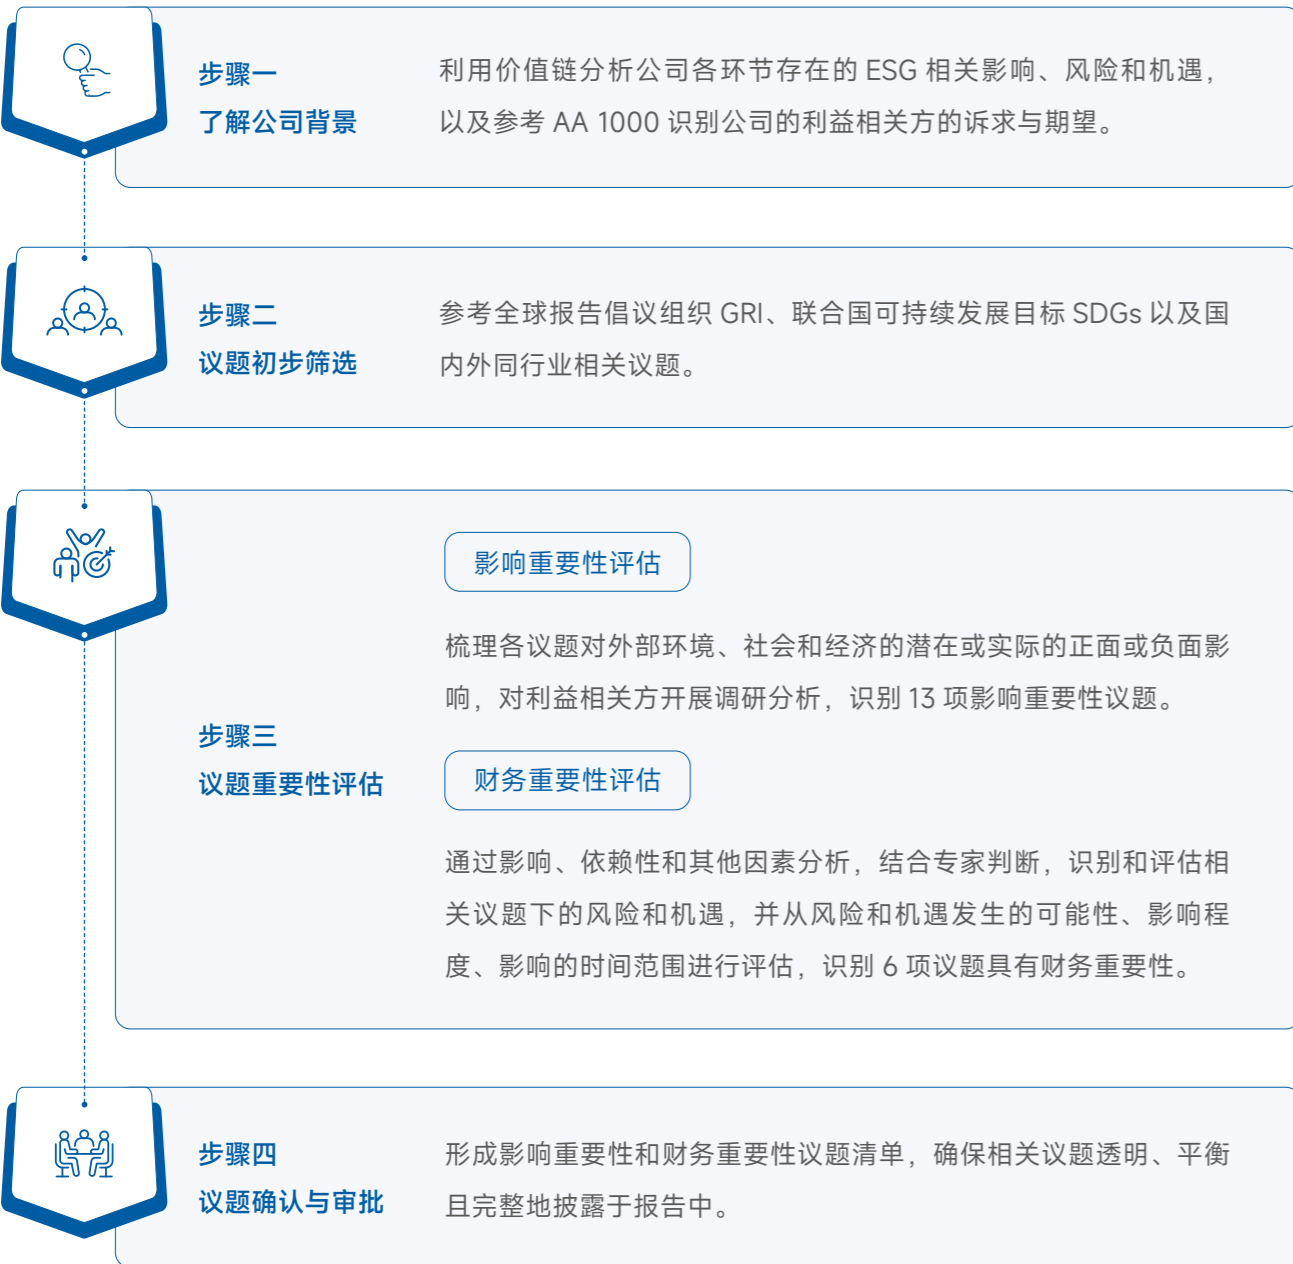 步骤一
了解公司背景
利用价值链分析公司各环节存在的 ESG 相关影响、风险和机遇，
以及参考 AA 1000 识别公司的利益相关方的诉求与期望。
步骤二
议题初步筛选
参考全球报告倡议组织 GRI、联合国可持续发展目标 SDGs 以及国
内外同行业相关议题。
步骤三
议题重要性评估
影响重要性评估
梳理各议题对外部环境、社会和经济的潜在或实际的正面或负面影
响，对利益相关方开展调研分析，识别 13 项影响重要性议题。
财务重要性评估
通过影响、依赖性和其他因素分析，结合专家判断，识别和评估相
关议题下的风险和机遇，并从风险和机遇发生的可能性、影响程
度、影响的时间范围进行评估，识别 6 项议题具有财务重要性。
步骤四
议题确认与审批
形成影响重要性和财务重要性议题清单，确保相关议题透明、平衡
且完整地披露于报告中。